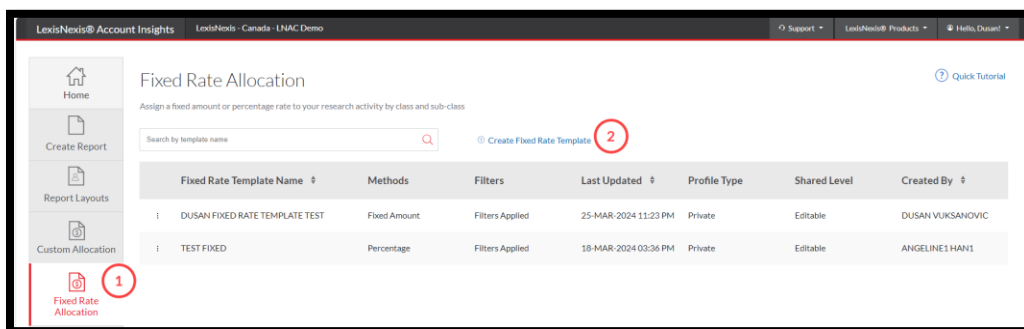 LexisNexis® Account Insights
LexisNexis - Canada - LNAC Demo
Support
LexisNexis® Products
Hello, Dusan!
Home
Create Report
Report Layouts
Custom Allocation
Fixed Rate
Allocation
1
Fixed Rate Allocation
Quick Tutorial
Assign a fixed amount or percentage rate to your research activity by class and sub-class
Search by template name
Create Fixed Rate Template
2
Fixed Rate Template Name Methods Filters Last Updated Profile Type Shared Level Created By
DUSAN FIXED RATE TEMPLATE TEST Fixed Amount Filters Applied 25-MAR-2024 11:23 PM Private Editable DUSAN VUKSANOVIC
TEST FIXED Percentage Filters Applied 18-MAR-2024 03:36 PM Private Editable ANGELINE1 HAN1